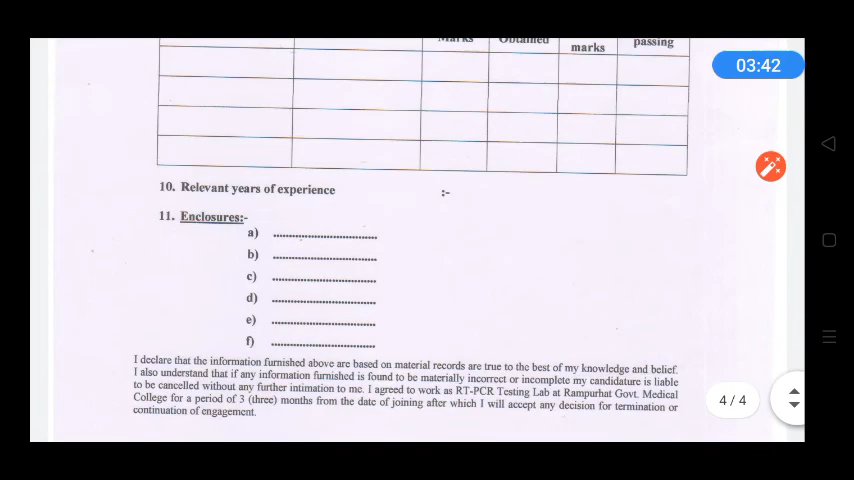 Marks Obtained marks passing
03:42
10. Relevant years of experience :-
11. Enclosures:-
a) ................................
b) ................................
c) ................................
d) ................................
e) ................................
f) ................................
I declare that the information furnished above are based on material records are true to the best of my knowledge and belief.
I also understand that if any information furnished is found to be materially incorrect or incomplete my candidature is liable
to be cancelled without any further intimation to me. I agreed to work as RT-PCR Testing Lab at Rampurhat Govt. Medical
College for a period of 3 (three) months from the date of joining after which I will accept any decision for termination or
continuation of engagement.
4 / 4